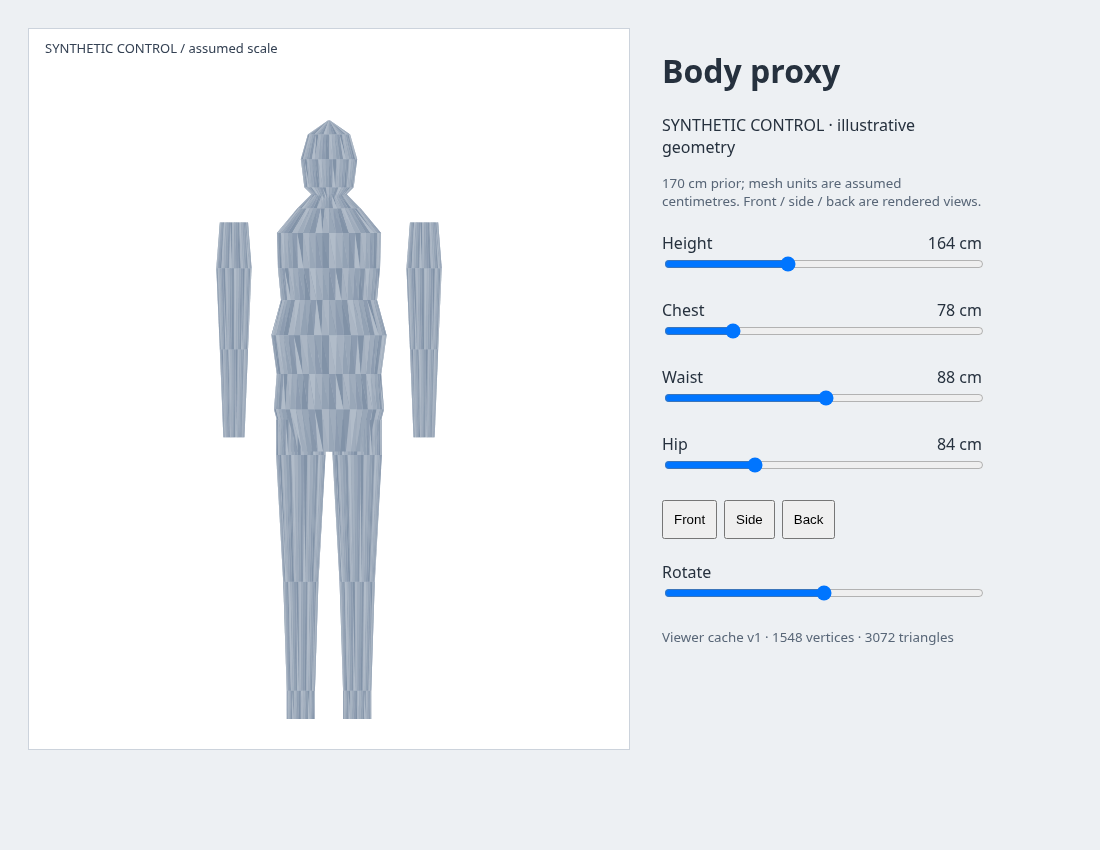 SYNTHETIC CONTROL / assumed scale
Body proxy
SYNTHETIC CONTROL · illustrative
geometry
170 cm prior; mesh units are assumed
centimetres. Front / side / back are rendered views.
Height 164 cm
Chest 78 cm
Waist 88 cm
Hip 84 cm
Front Side Back
Rotate
Viewer cache v1 · 1548 vertices · 3072 triangles